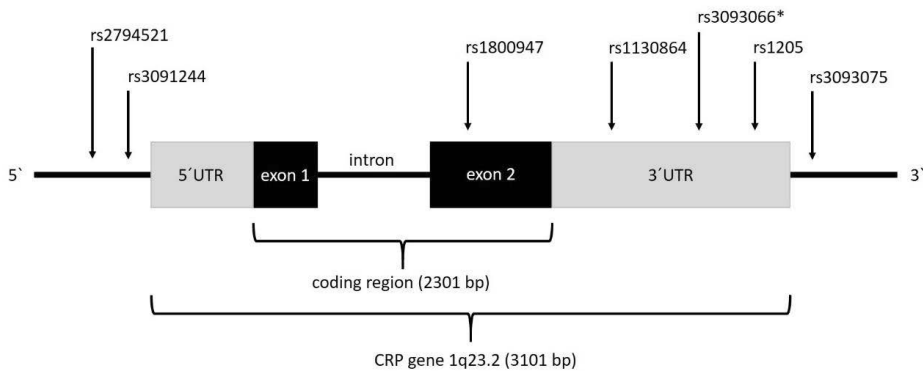 rs3093066*
rs2794521
rs1800947
rs1130864
rs1205
rs3091244
rs3093075
5`
5´UTR
exon 1
intron
exon 2
3´UTR
3`
coding region (2301 bp)
CRP gene 1q23.2 (3101 bp)